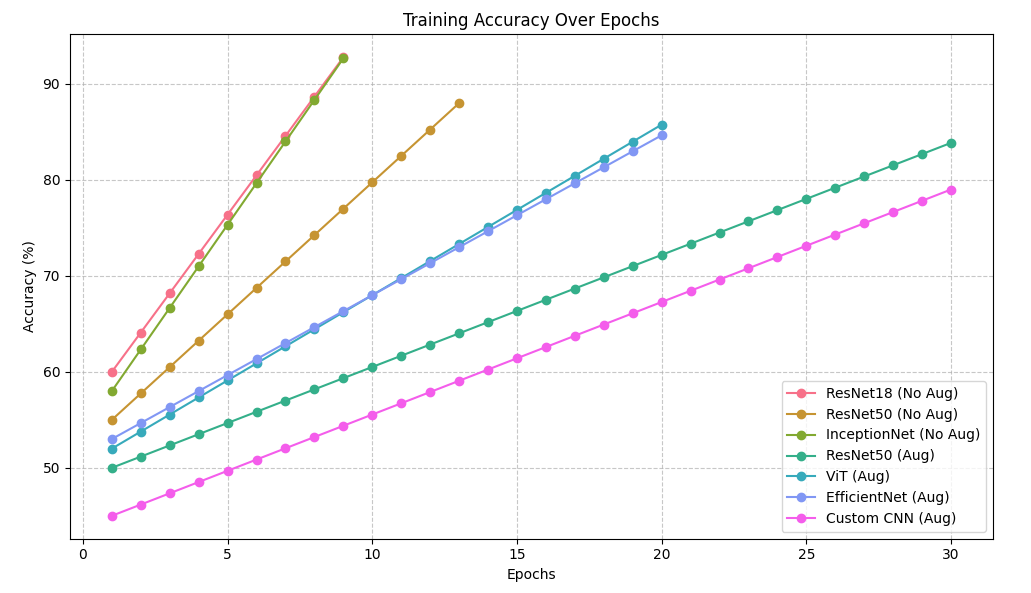 Training Accuracy Over Epochs
Accuracy (%)
90
80
70
60
50
ResNet18 (No Aug)
ResNet50 (No Aug)
InceptionNet (No Aug)
ResNet50 (Aug)
ViT (Aug)
EfficientNet (Aug)
Custom CNN (Aug)
0 5 10 15 20 25 30
Epochs